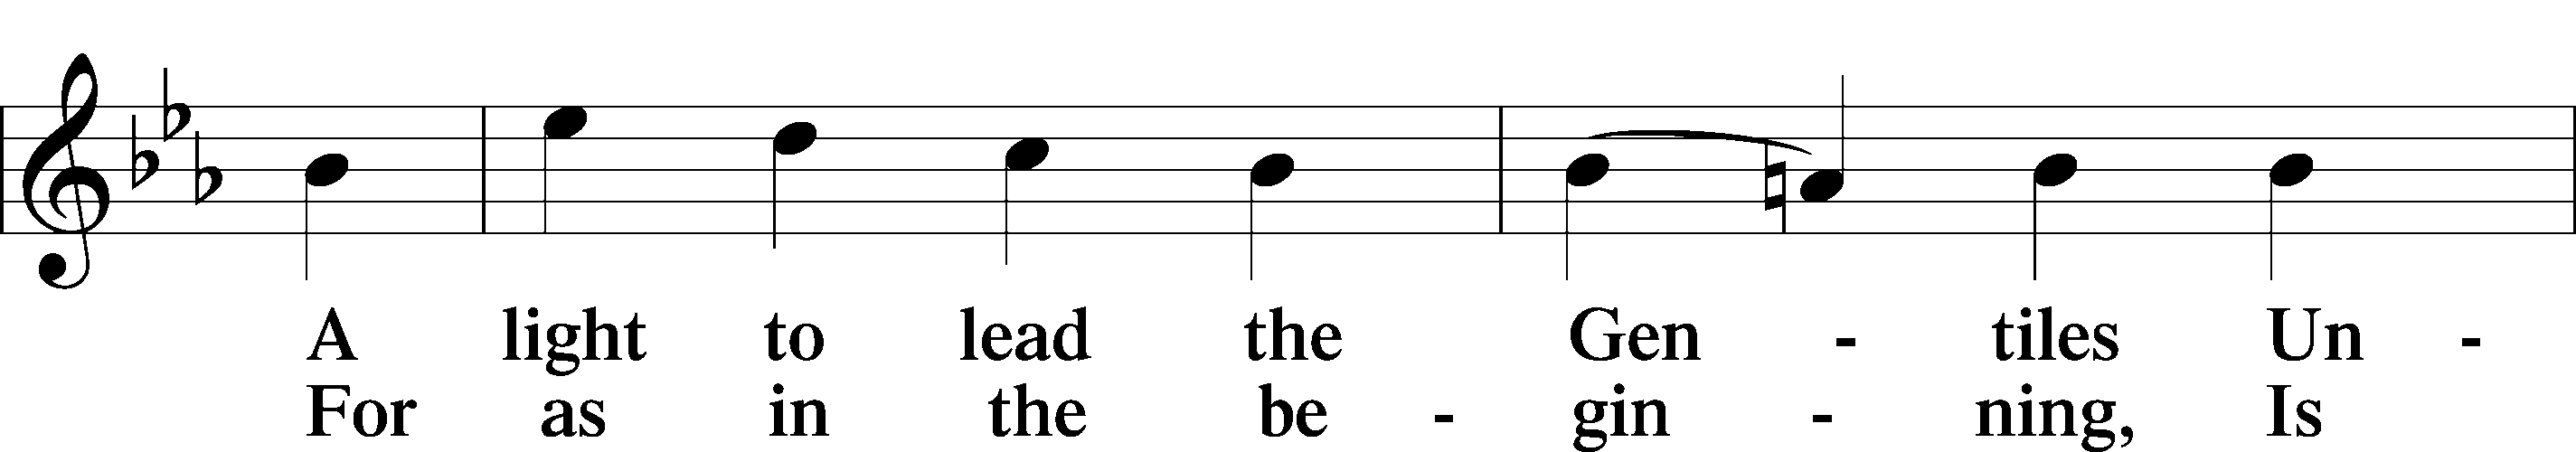 A light to lead the Gen - tiles Un -
For as in the be - gin - ning, Is